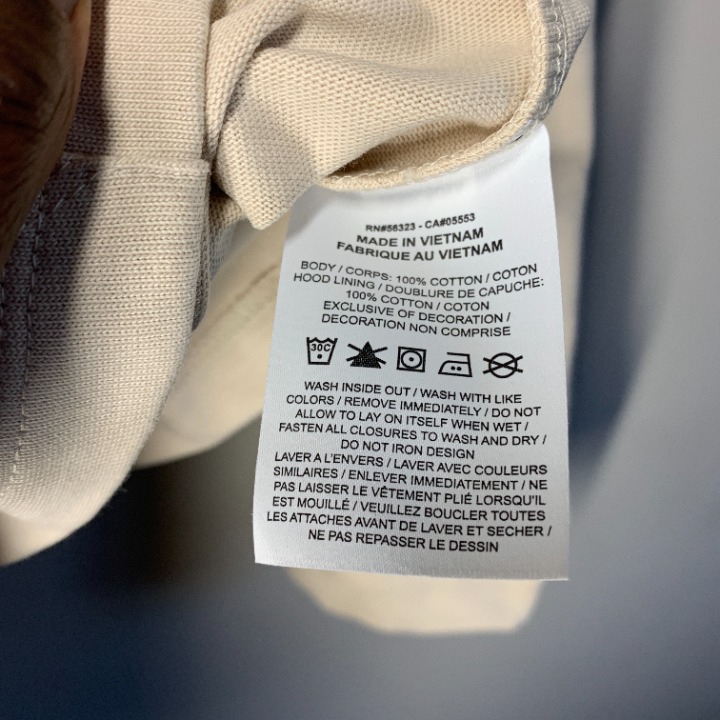 RN#56323 - CA#05553
MADE IN VIETNAM
FABRIQUE AU VIETNAM
BODY / CORPS: 100% COTTON / COTON
HOOD LINING / DOUBLURE DE CAPUCHE:
100% COTTON / COTON
EXCLUSIVE OF DECORATION /
DECORATION NON COMPRISE
30C
WASH INSIDE OUT / WASH WITH LIKE
COLORS / REMOVE IMMEDIATELY / DO NOT
ALLOW TO LAY ON ITSELF WHEN WET /
FASTEN ALL CLOSURES TO WASH AND DRY /
DO NOT IRON DESIGN
LAVER A L'ENVERS / LAVER AVEC COULEURS
SIMILAIRES / ENLEVER IMMEDIATEMENT / NE
PAS LAISSER LE VÊTEMENT PLIÉ LORSQU'IL
EST MOUILLÉ / VEUILLEZ BOUCLER TOUTES
LES ATTACHES AVANT DE LAVER ET SECHER /
NE PAS REPASSER LE DESSIN